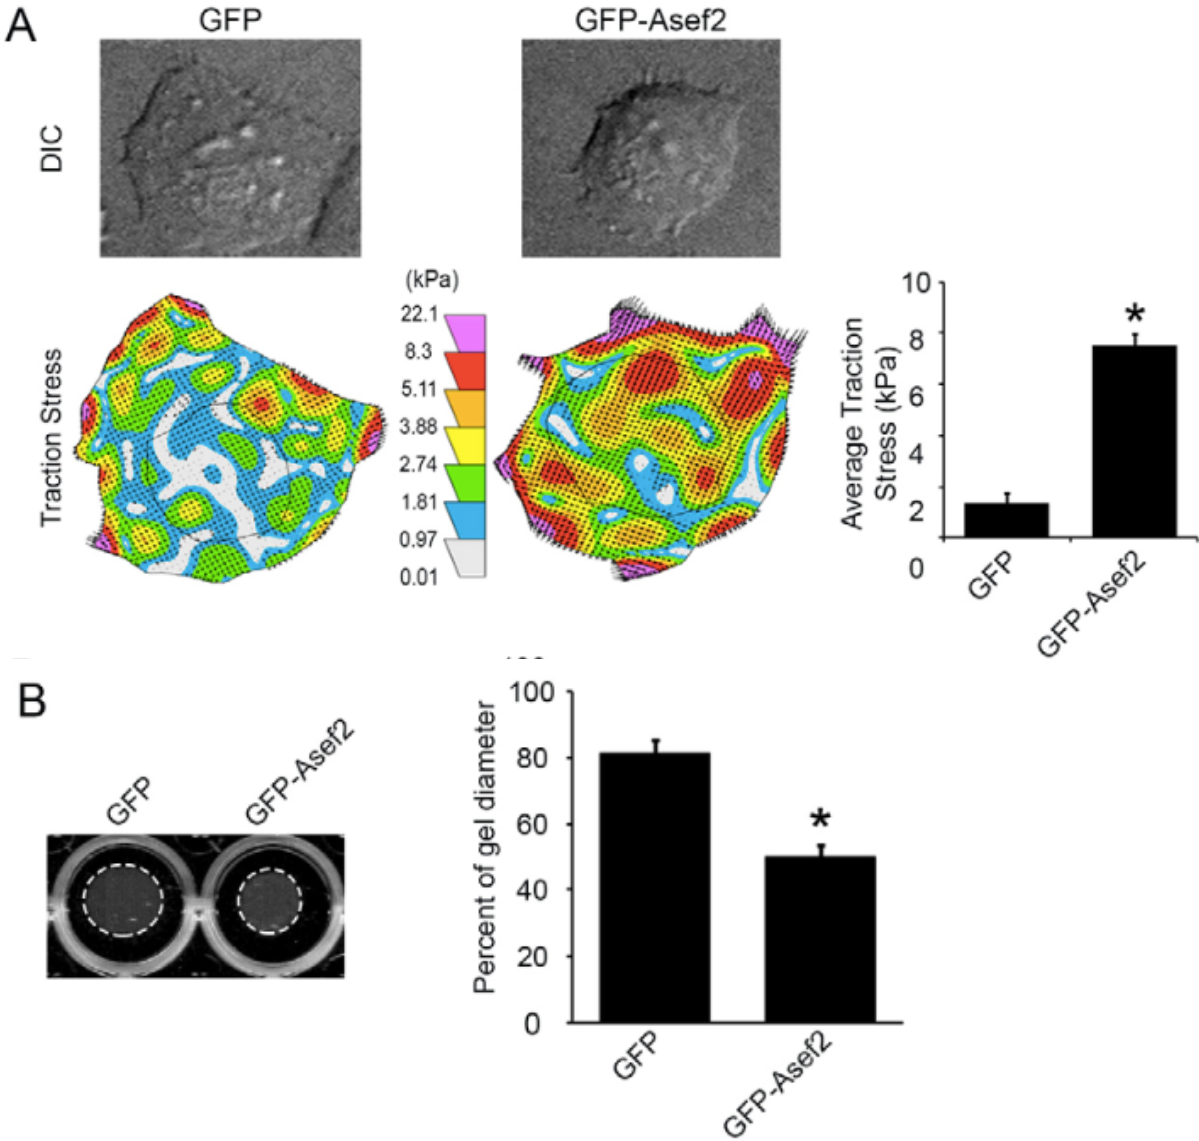 A
GFP
GFP-Asef2
DIC
Traction Stress
(kPa)
22.1
8.3
5.11
3.88
2.74
1.81
0.97
0.01
Average Traction
Stress (kPa)
10
8
6
4
2
0
*
GFP
GFP-Asef2
B
GFP
GFP-Asef2
Percent of gel diameter
100
80
60
40
20
0
*
GFP
GFP-Asef2